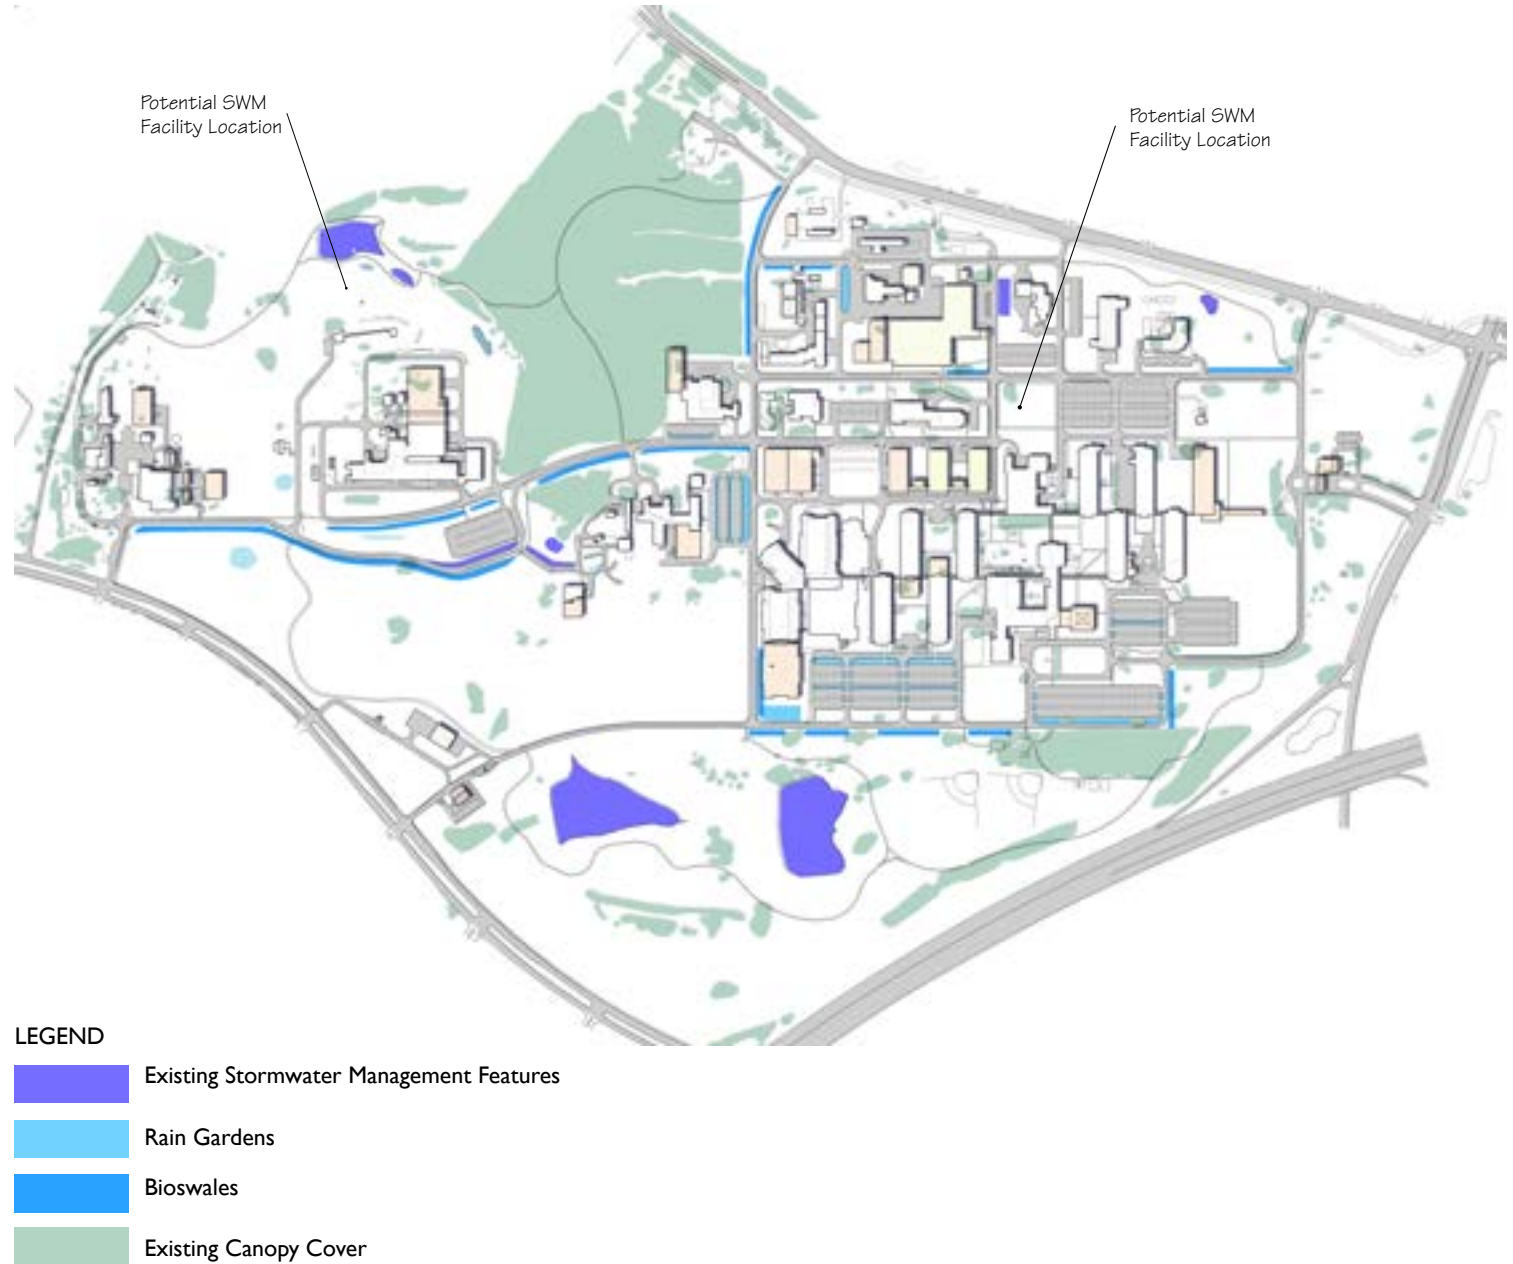 Potential SWM
Facility Location
Potential SWM
Facility Location
LEGEND
Existing Stormwater Management Features
Rain Gardens
Bioswales
Existing Canopy Cover